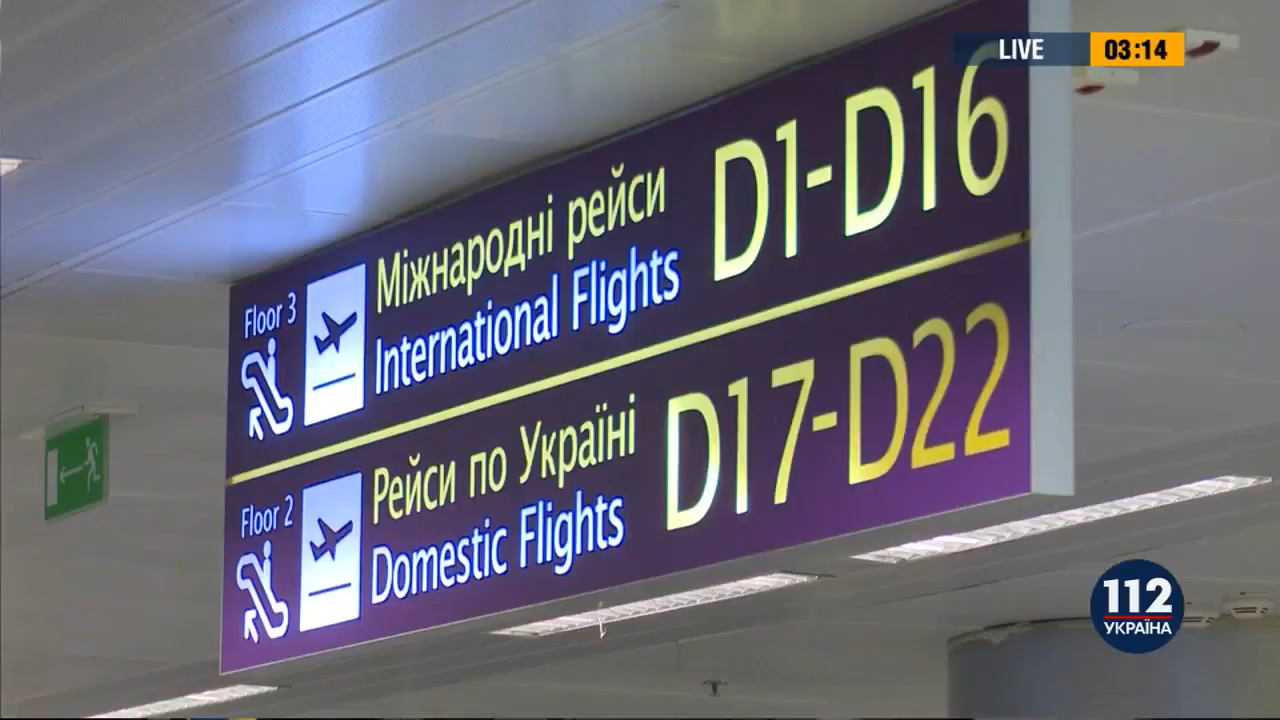 LIVE 03:14
Floor 3
Міжнародні рейси
International Flights
D1-D16
Floor 2
Рейси по Україні
Domestic Flights
D17-D22
112
УКРАЇНА